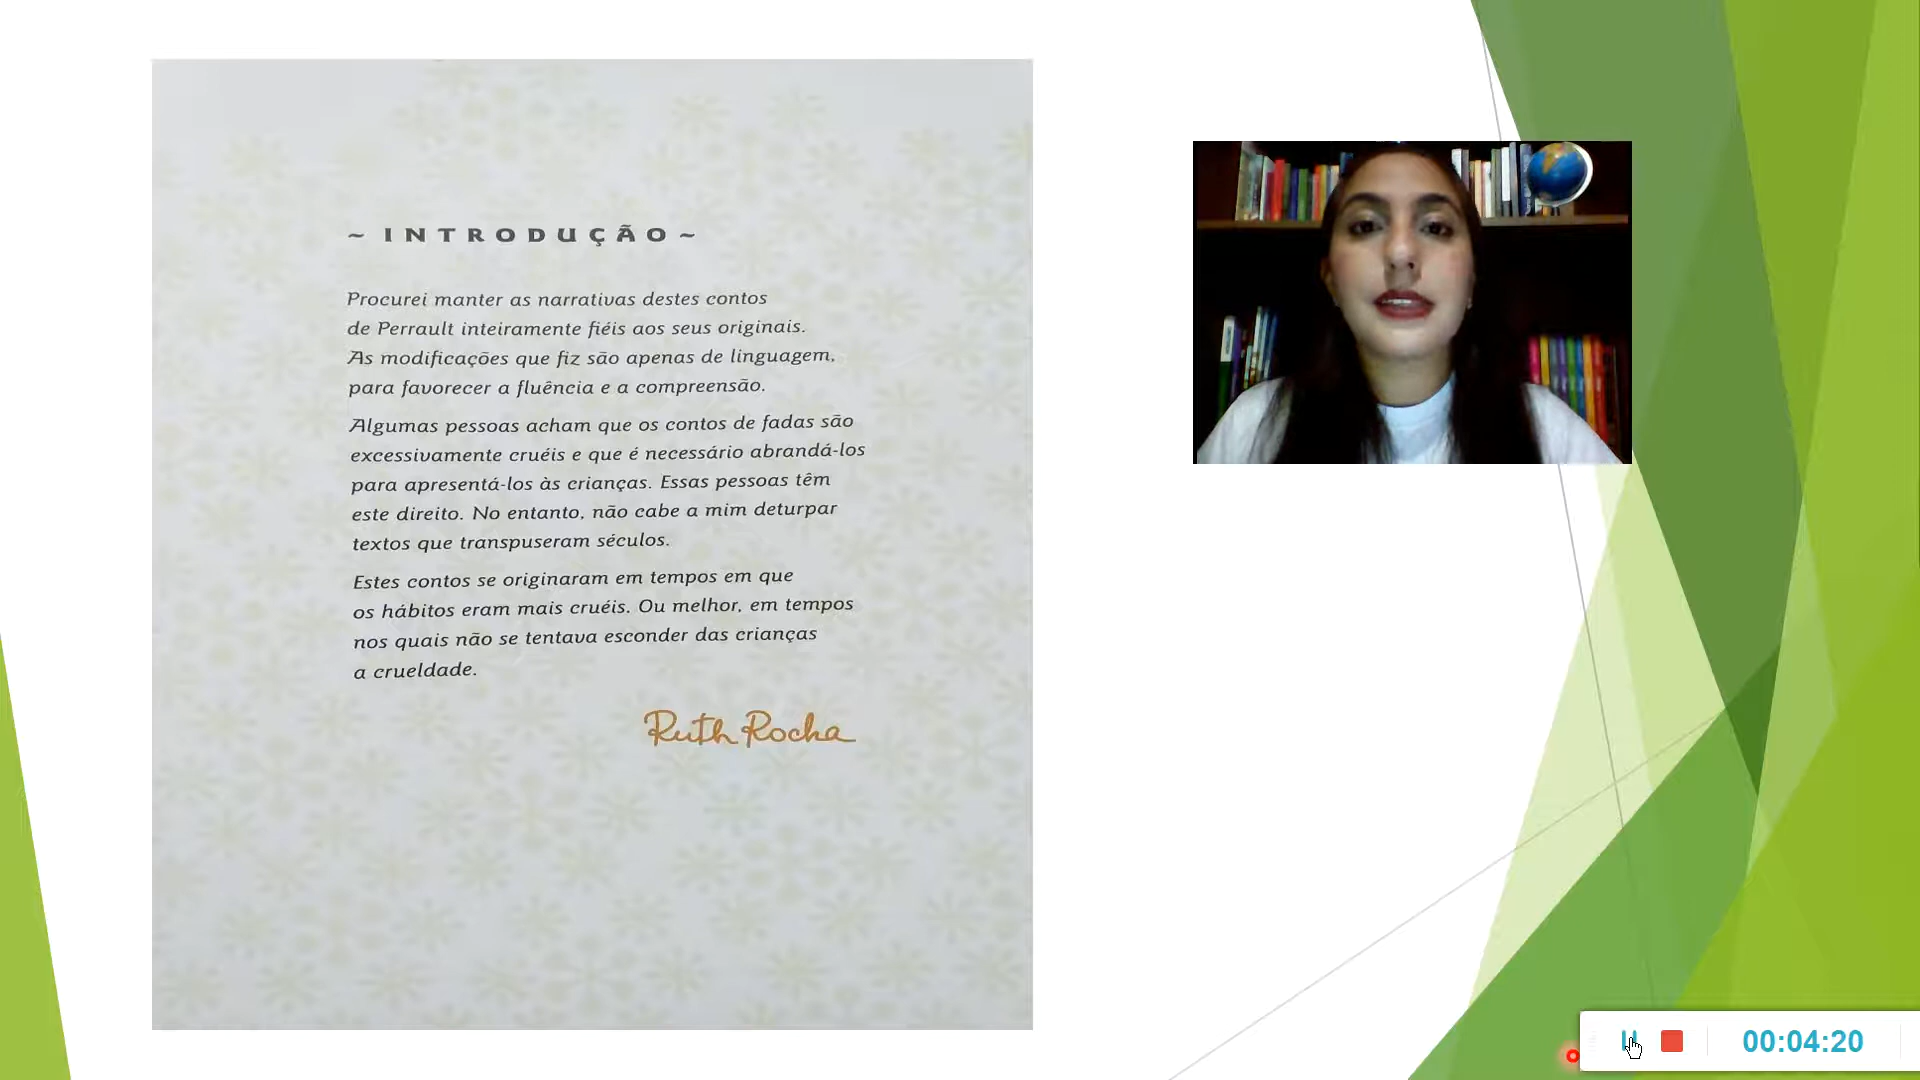 ~ INTRODUÇÃO ~
Procurei manter as narrativas destes contos
de Perrault inteiramente fiéis aos seus originais.
As modificações que fiz são apenas de linguagem,
para favorecer a fluência e a compreensão.
Algumas pessoas acham que os contos de fadas são
excessivamente cruéis e que é necessário abrandá-los
para apresentá-los às crianças. Essas pessoas têm
este direito. No entanto, não cabe a mim deturpar
textos que transpuseram séculos.
Estes contos se originaram em tempos em que
os hábitos eram mais cruéis. Ou melhor, em tempos
nos quais não se tentava esconder das crianças
a crueldade.
Ruth Rocha
00:04:20